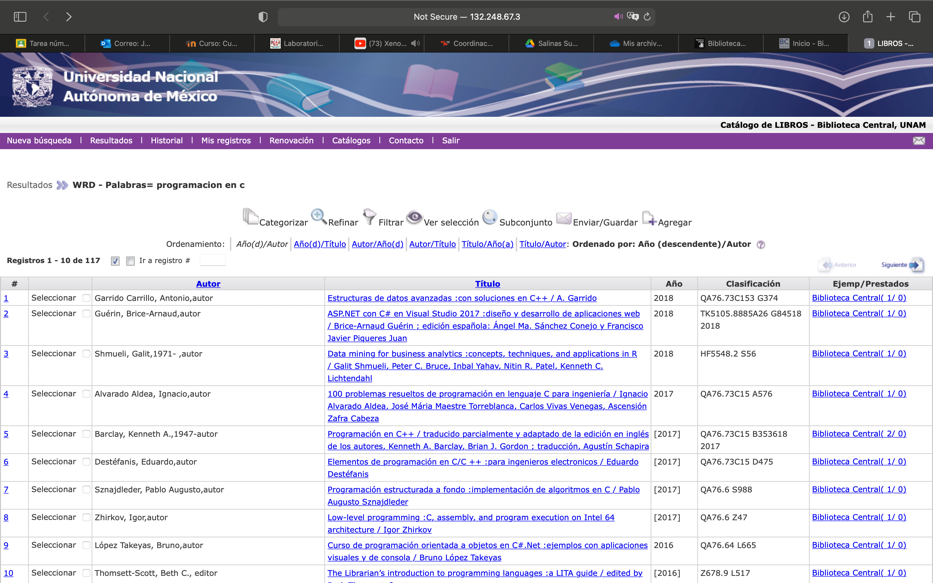 Not Secure — 132.248.67.3
Tarea núm...
Correo: J...
Curso: Cu...
Laboratori...
(73) Xeno...
Coordinac...
Salinas Su...
Mis archiv...
Biblioteca...
Inicio - Bi...
1 LIBROS -...
Universidad Nacional
Autónoma de México
Catálogo de LIBROS - Biblioteca Central, UNAM
Nueva búsqueda | Resultados | Historial | Mis registros | Renovación | Catálogos | Contacto | Salir
Resultados WRD - Palabras= programacion en c
Categorizar Refinar Filtrar Ver selección Subconjunto Enviar/Guardar Agregar
Ordenamiento: Año(d)/Autor Año(d)/Título Autor/Año(d) Autor/Título Título/Año(a) Título/Autor: Ordenado por: Año (descendente)/Autor ?
Registros 1 - 10 de 117 Ir a registro # Anterior Siguiente
# Autor Título Año Clasificación Ejemp/Prestados
1 Seleccionar Garrido Carrillo, Antonio,autor Estructuras de datos avanzadas :con soluciones en C++ / A. Garrido 2018 QA76.73C153 G374 Biblioteca Central( 1/ 0)
2 Seleccionar Guérin, Brice-Arnaud,autor ASP.NET con C# en Visual Studio 2017 :diseño y desarrollo de aplicaciones web 2018 TK5105.8885A26 G84518 Biblioteca Central( 1/ 0)
/ Brice-Arnaud Guérin ; edición española: Ángel Ma. Sánchez Conejo y Francisco 2018
Javier Piqueres Juan
3 Seleccionar Shmueli, Galit,1971- ,autor Data mining for business analytics :concepts, techniques, and applications in R 2018 HF5548.2 S56 Biblioteca Central( 1/ 0)
/ Galit Shmueli, Peter C. Bruce, Inbal Yahav, Nitin R. Patel, Kenneth C.
Lichtendahl
4 Seleccionar Alvarado Aldea, Ignacio,autor 100 problemas resueltos de programación en lenguaje C para ingeniería / Ignacio 2017 QA76.73C15 A576 Biblioteca Central( 1/ 0)
Alvarado Aldea, José Mária Maestre Torreblanca, Carlos Vivas Venegas, Ascensión
Zafra Cabeza
5 Seleccionar Barclay, Kenneth A.,1947-autor Programación en C++ / traducido parcialmente y adaptado de la edición en inglés [2017] QA76.73C15 B353618 Biblioteca Central( 2/ 0)
de los autores, Kenneth A. Barclay, Brian J. Gordon ; traducción, Agustín Schapira 2017
6 Seleccionar Destéfanis, Eduardo,autor Elementos de programación en C/C ++ :para ingenieros electronicos / Eduardo [2017] QA76.73C15 D475 Biblioteca Central( 1/ 0)
Destéfanis
7 Seleccionar Sznajdleder, Pablo Augusto,autor Programación estructurada a fondo :implementación de algoritmos en C / Pablo [2017] QA76.6 S988 Biblioteca Central( 1/ 0)
Augusto Sznajdleder
8 Seleccionar Zhirkov, Igor,autor Low-level programming :C, assembly, and program execution on Intel 64 [2017] QA76.6 Z47 Biblioteca Central( 1/ 0)
architecture / Igor Zhirkov
9 Seleccionar López Takeyas, Bruno,autor Curso de programación orientada a objetos en C#.Net :ejemplos con aplicaciones 2016 QA76.64 L665 Biblioteca Central( 1/ 0)
visuales y de consola / Bruno López Takeyas
10 Seleccionar Thomsett-Scott, Beth C., editor The Librarian's introduction to programming languages :a LITA guide / edited by [2016] Z678.9 L517 Biblioteca Central( 1/ 0)